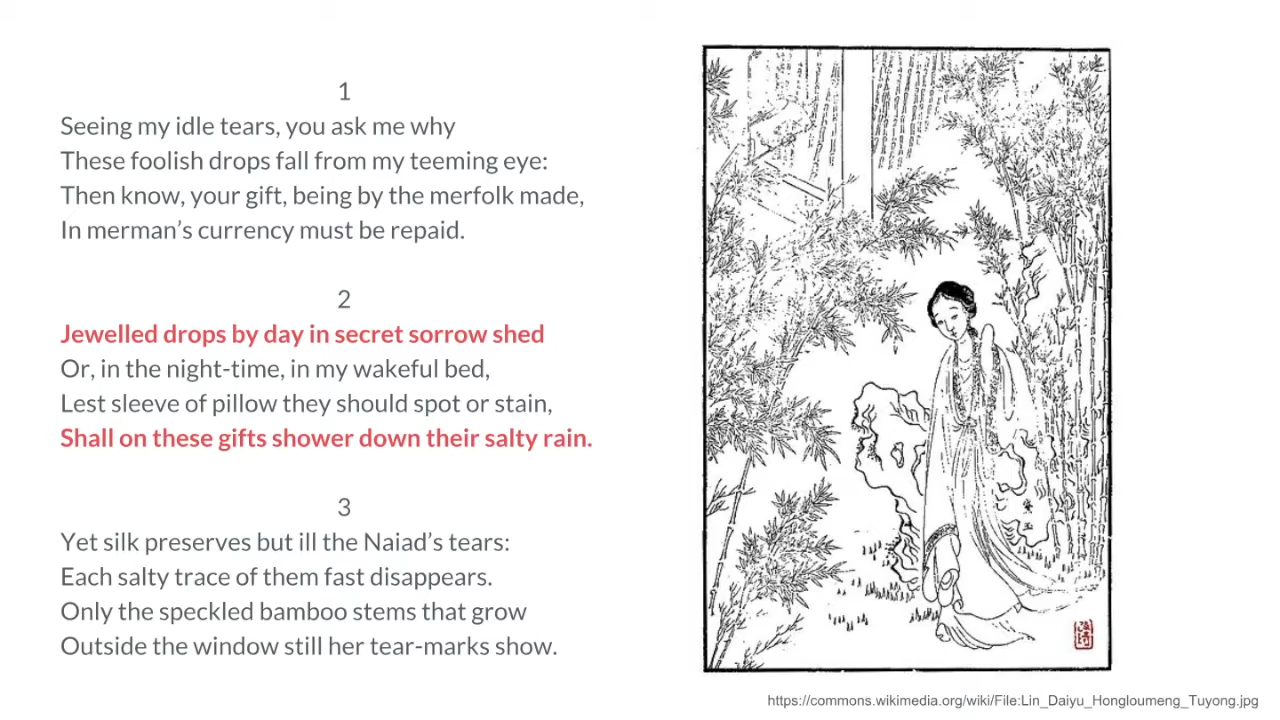 1
Seeing my idle tears, you ask me why
These foolish drops fall from my teeming eye:
Then know, your gift, being by the merfolk made,
In merman’s currency must be repaid.
2
Jewelled drops by day in secret sorrow shed
Or, in the night-time, in my wakeful bed,
Lest sleeve of pillow they should spot or stain,
Shall on these gifts shower down their salty rain.
3
Yet silk preserves but ill the Naiad’s tears:
Each salty trace of them fast disappears.
Only the speckled bamboo stems that grow
Outside the window still her tear-marks show.
https://commons.wikimedia.org/wiki/File:Lin_Daiyu_Hongloumeng_Tuyong.jpg